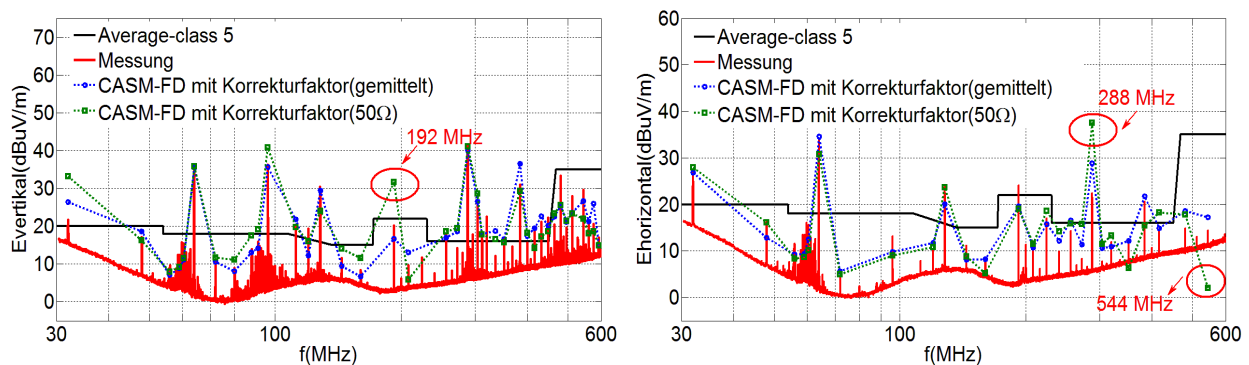 Evertikal(dBuV/m)
70
60
50
40
30
20
10
0
Average-class 5
Messung
CASM-FD mit Korrekturfaktor(gemittelt)
CASM-FD mit Korrekturfaktor(50Ω)
192 MHz
30
100
600
f(MHz)
Ehorizontal(dBuV/m)
60
50
40
30
20
10
0
Average-class 5
Messung
CASM-FD mit Korrekturfaktor(gemittelt)
CASM-FD mit Korrekturfaktor(50Ω)
288 MHz
544 MHz
30
100
600
f(MHz)